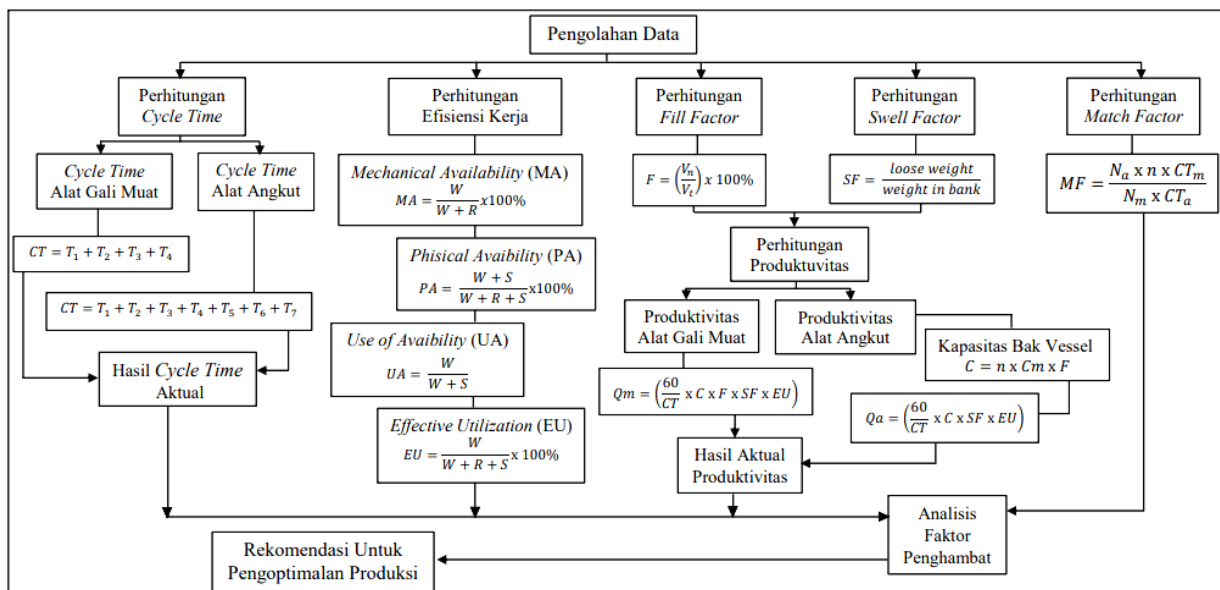 Pengolahan Data
Perhitungan
Cycle Time
Perhitungan
Efisiensi Kerja
Perhitungan
Fill Factor
Perhitungan
Swell Factor
Perhitungan
Match Factor
Cycle Time
Alat Gali Muat
Cycle Time
Alat Angkut
CT = T₁ + T₂ + T₃ + T₄
CT = T₁ + T₂ + T₃ + T₄ + T₅ + T₆ + T₇
Hasil Cycle Time
Aktual
Mechanical Availability (MA)
MA = W / (W + R) x100%
Phisical Avaibility (PA)
PA = (W + S) / (W + R + S) x100%
Use of Avaibility (UA)
UA = W / (W + S)
Effective Utilization (EU)
EU = W / (W + R + S) x 100%
F = (Vn / Vt) x 100%
SF = loose weight / weight in bank
MF = (Na x n x CTm) / (Nm x CTa)
Perhitungan
Produktuvitas
Produktivitas
Alat Gali Muat
Produktivitas
Alat Angkut
Kapasitas Bak Vessel
C = n x Cm x F
Qm = (60 / CT x C x F x SF x EU)
Qa = (60 / CT x C x SF x EU)
Hasil Aktual
Produktivitas
Analisis
Faktor
Penghambat
Rekomendasi Untuk
Pengoptimalan Produksi